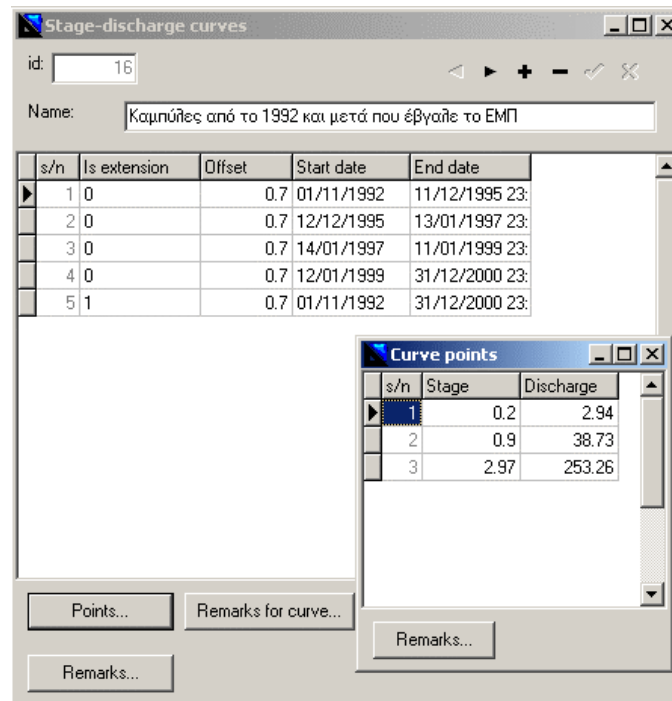 Stage-discharge curves
id: 16
Name: Καμπύλες από το 1992 και μετά που έβγαλε το ΕΜΠ
s/n Is extension Offset Start date End date
1 0 0.7 01/11/1992 11/12/1995 23:
2 0 0.7 12/12/1995 13/01/1997 23:
3 0 0.7 14/01/1997 11/01/1999 23:
4 0 0.7 12/01/1999 31/12/2000 23:
5 1 0.7 01/11/1992 31/12/2000 23:
Curve points
s/n Stage Discharge
1 0.2 2.94
2 0.9 38.73
3 2.97 253.26
Points... Remarks for curve...
Remarks...
Remarks...